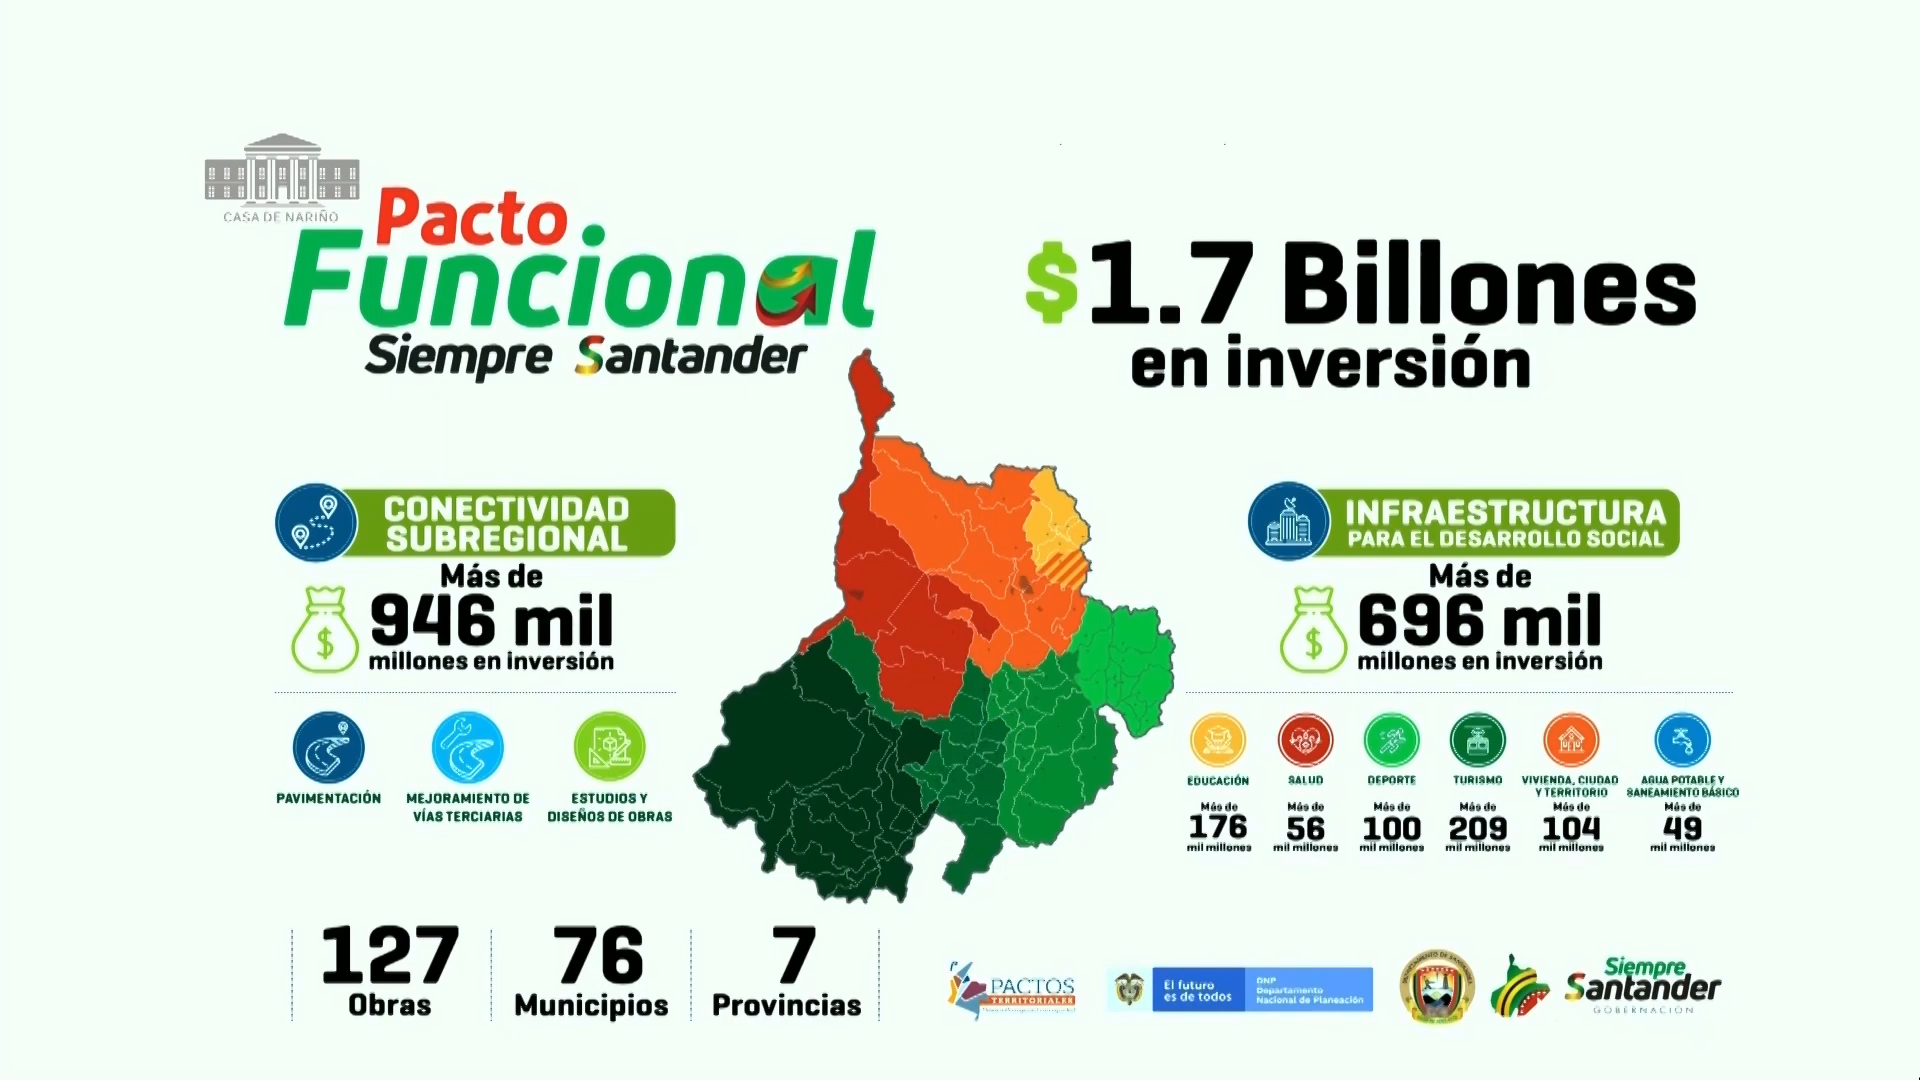 CASA DE NARIÑO
Pacto
Funcional
Siempre Santander
$1.7 Billones
en inversión
CONECTIVIDAD
SUBREGIONAL
Más de
946 mil
millones en inversión
$
PAVIMENTACIÓN
MEJORAMIENTO DE
VÍAS TERCIARIAS
ESTUDIOS Y
DISEÑOS DE OBRAS
INFRAESTRUCTURA
PARA EL DESARROLLO SOCIAL
Más de
696 mil
millones en inversión
$
EDUCACIÓN
Más de
176
mil millones
SALUD
Más de
56
mil millones
DEPORTE
Más de
100
mil millones
TURISMO
Más de
209
mil millones
VIVIENDA, CIUDAD
Y TERRITORIO
Más de
104
mil millones
AGUA POTABLE Y
SANEAMIENTO BÁSICO
Más de
49
mil millones
127
Obras
76
Municipios
7
Provincias
PACTOS
TERRITORIALES
El futuro
es de todos
DNP
Departamento
Nacional de Planeación
Siempre
Santander
GOBERNACIÓN